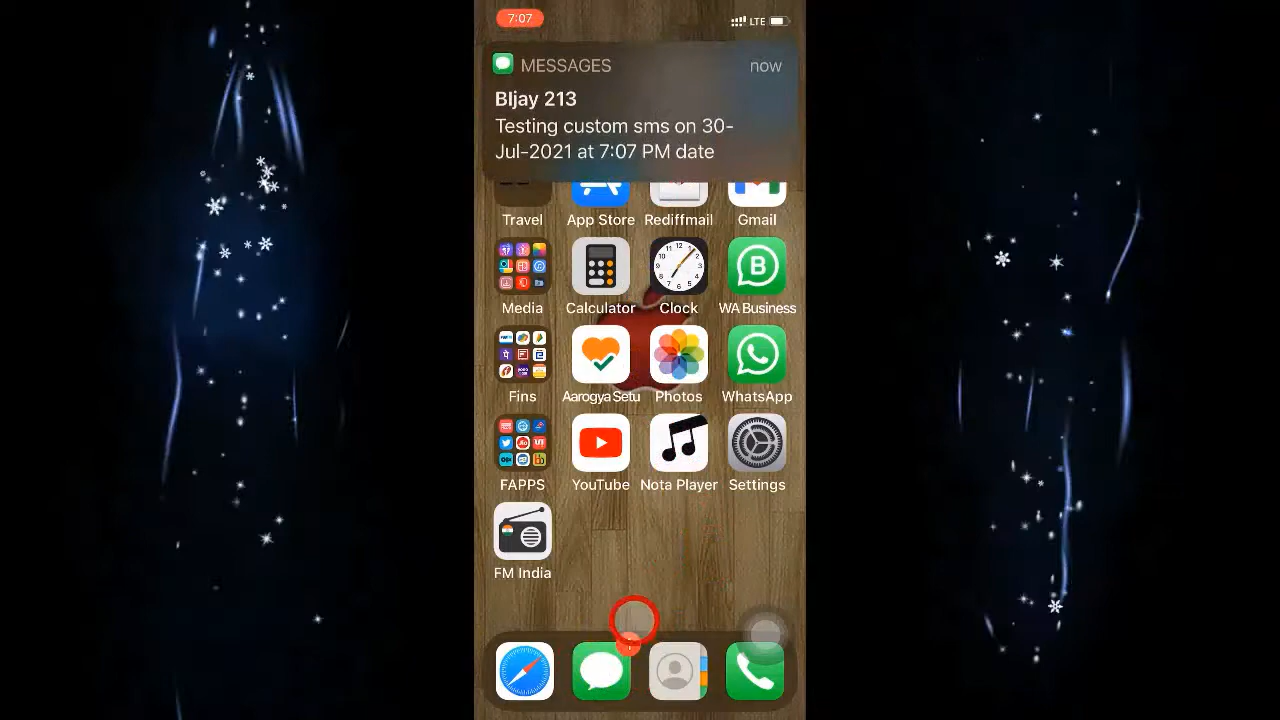 7:07
LTE
MESSAGES now
Bljay 213
Testing custom sms on 30-
Jul-2021 at 7:07 PM date
Travel App Store Rediffmail Gmail
Media Calculator Clock WA Business
Fins Aarogya Setu Photos WhatsApp
FAPPS YouTube Nota Player Settings
FM India